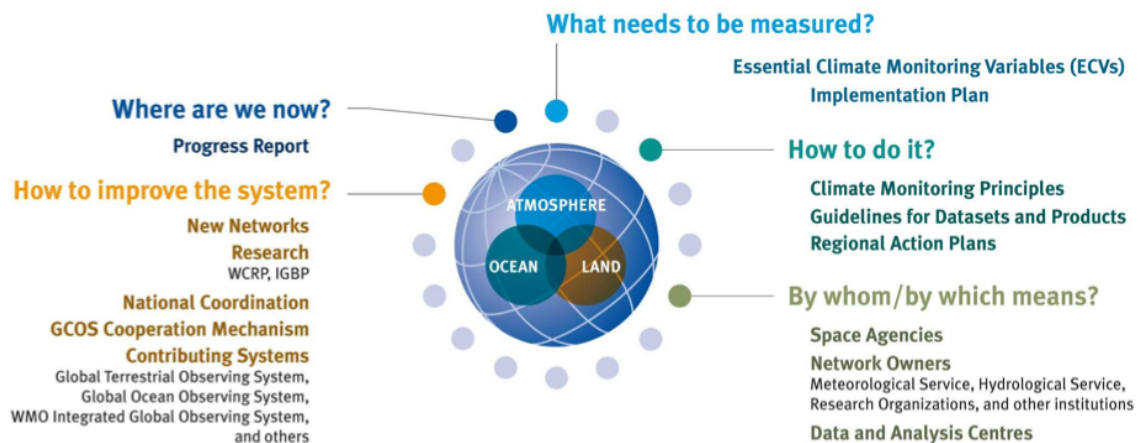 What needs to be measured?
Essential Climate Monitoring Variables (ECVs)
Implementation Plan
Where are we now?
Progress Report
How to do it?
Climate Monitoring Principles
Guidelines for Datasets and Products
Regional Action Plans
How to improve the system?
New Networks
Research
WCRP, IGBP
National Coordination
GCOS Cooperation Mechanism
Contributing Systems
Global Terrestrial Observing System,
Global Ocean Observing System,
WMO Integrated Global Observing System,
and others
ATMOSPHERE
OCEAN
LAND
By whom/by which means?
Space Agencies
Network Owners
Meteorological Service, Hydrological Service,
Research Organizations, and other institutions
Data and Analysis Centres